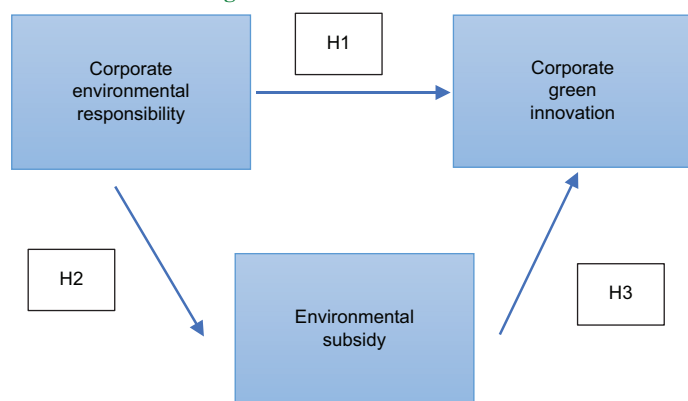 H1
Corporate
environmental
responsibility
Corporate
green
innovation
H2
Environmental
subsidy
H3